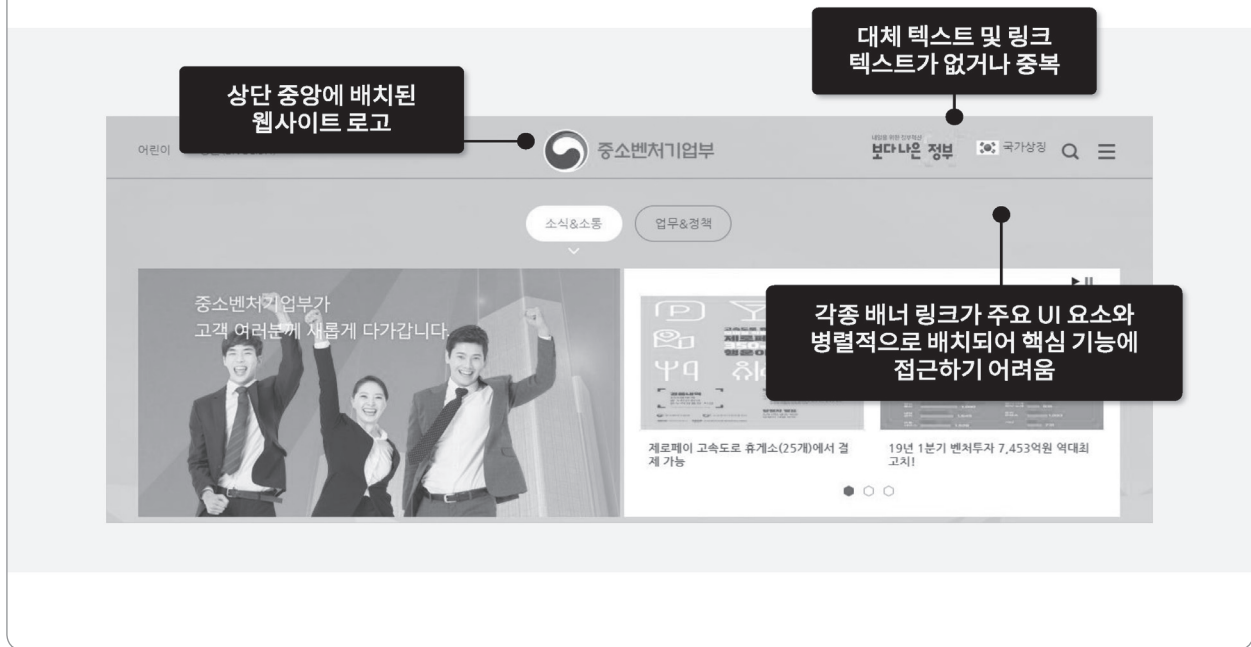 대체 텍스트 및 링크
텍스트가 없거나 중복
상단 중앙에 배치된
웹사이트 로고
어린이
중소벤처기업부
보다나은 정부
국가상징
소식&소통
업무&정책
중소벤처기업부가
고객 여러분께 새롭게 다가갑니다.
각종 배너 링크가 주요 UI 요소와
병렬적으로 배치되어 핵심 기능에
접근하기 어려움
제로페이 고속도로 휴게소(25개)에서 결
제 가능
19년 1분기 벤처투자 7,453억원 역대최
고치!